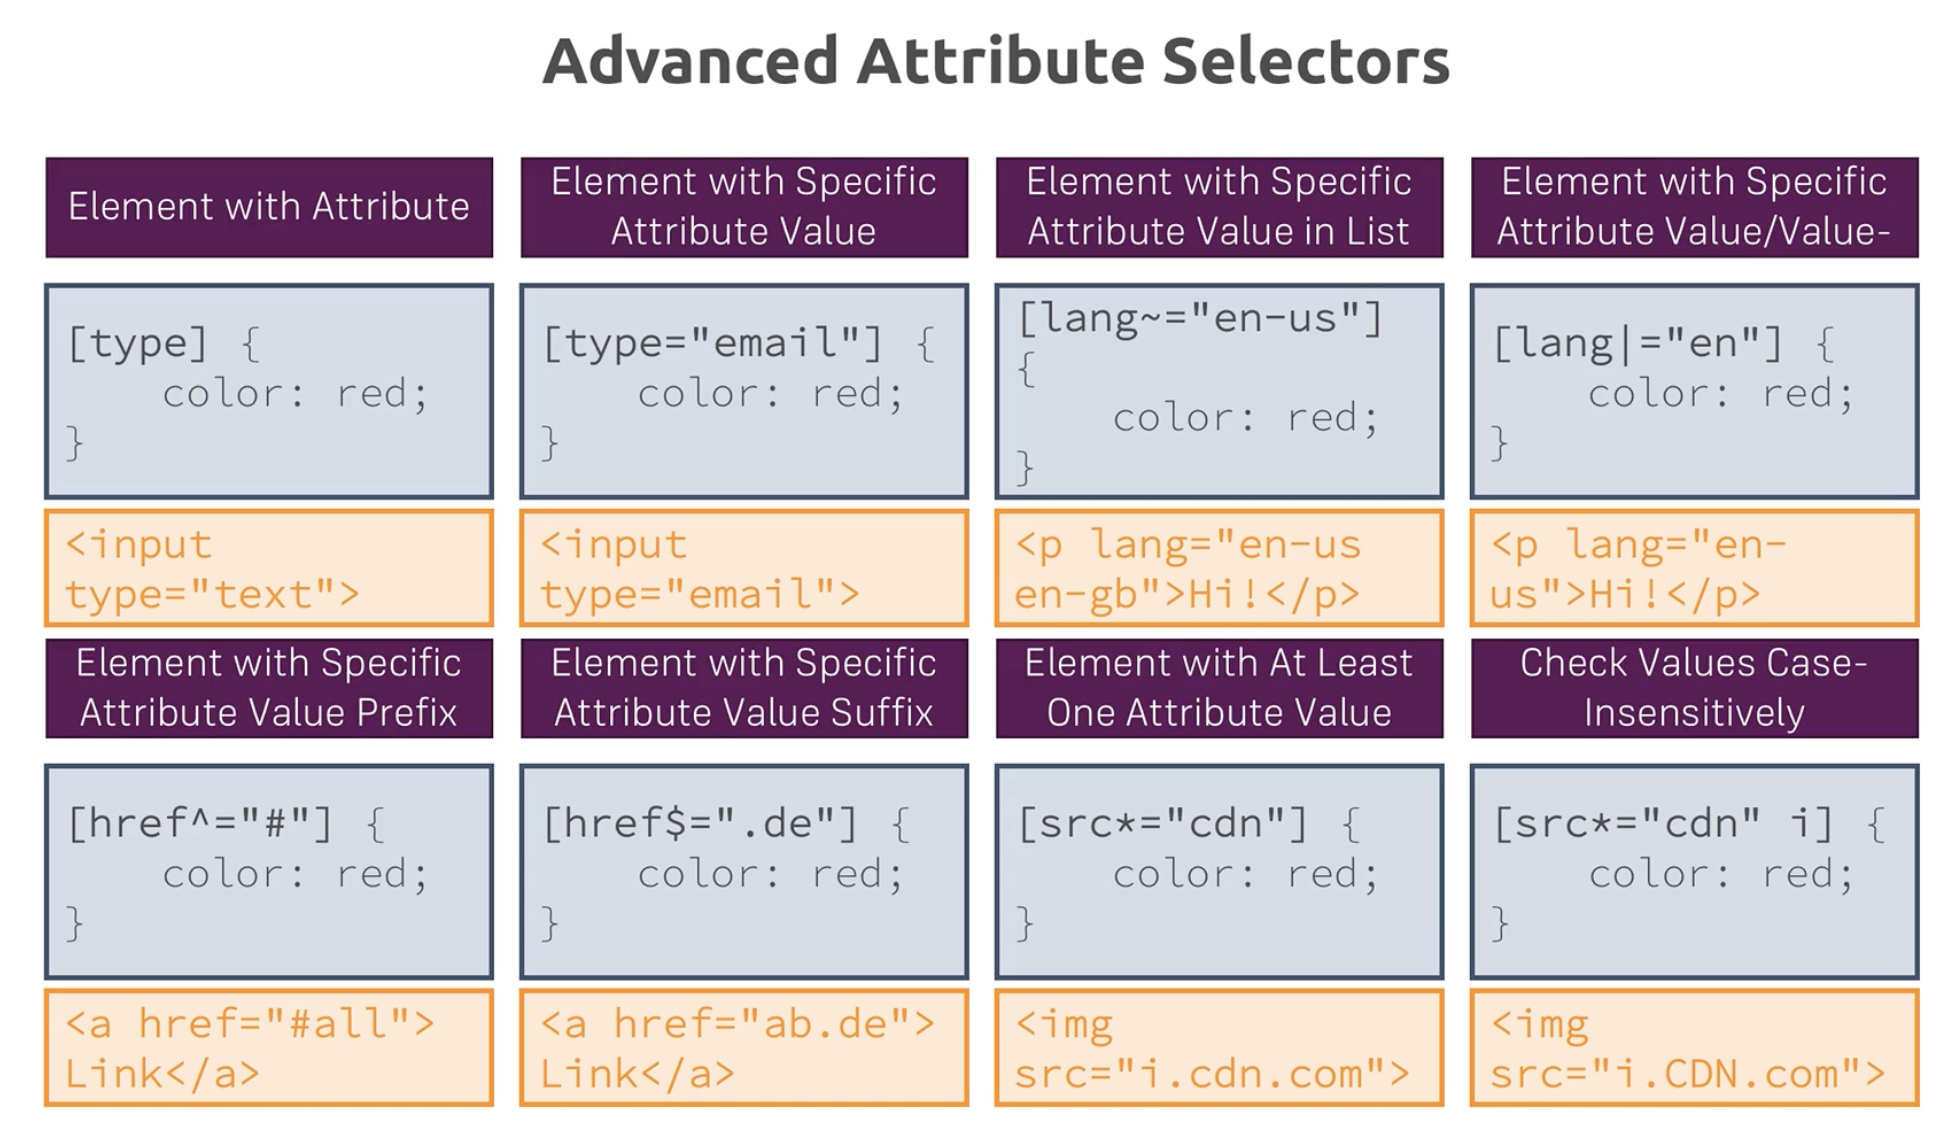 Advanced Attribute Selectors
Element with Attribute
[type] {
color: red;
}
<input
type="text">
Element with Specific
Attribute Value
[type="email"] {
color: red;
}
<input
type="email">
Element with Specific
Attribute Value in List
[lang~="en-us"]
{
color: red;
}
<p lang="en-us
en-gb">Hi!</p>
Element with Specific
Attribute Value/Value-
[lang|="en"] {
color: red;
}
<p lang="en-
us">Hi!</p>
Element with Specific
Attribute Value Prefix
[href^="#"] {
color: red;
}
<a href="#all">
Link</a>
Element with Specific
Attribute Value Suffix
[href$=".de"] {
color: red;
}
<a href="ab.de">
Link</a>
Element with At Least
One Attribute Value
[src*="cdn"] {
color: red;
}
<img
src="i.cdn.com">
Check Values Case-
Insensitively
[src*="cdn" i] {
color: red;
}
<img
src="i.CDN.com">